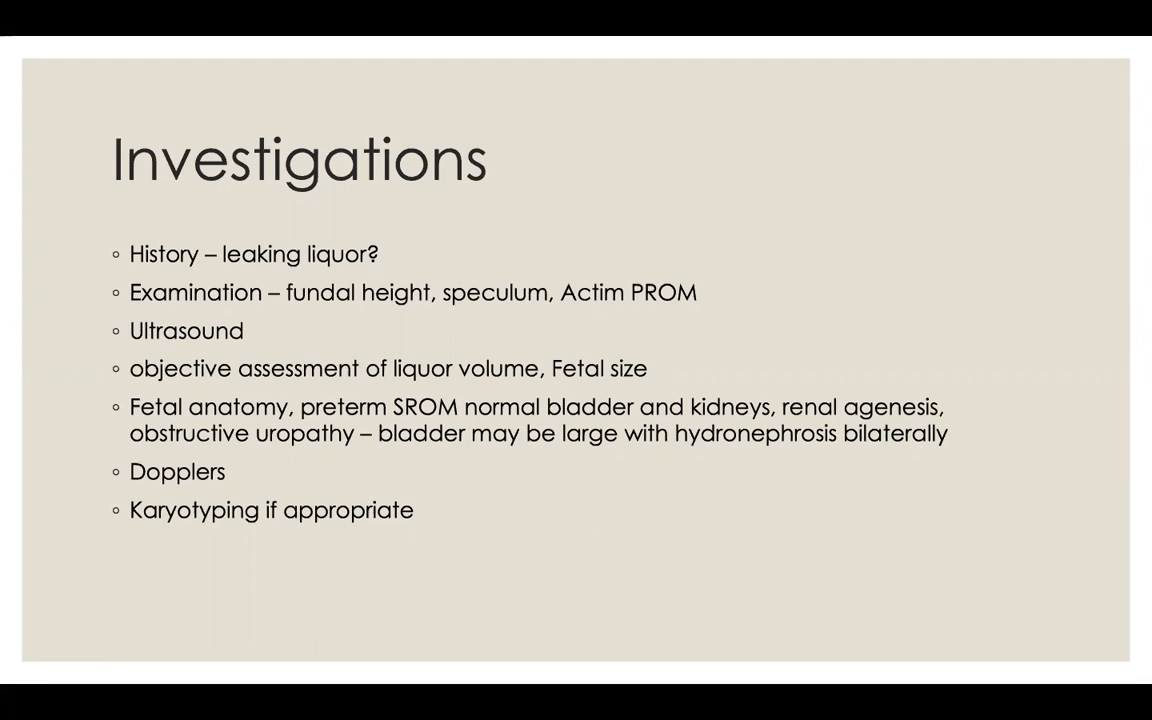 Investigations
◦ History – leaking liquor?
◦ Examination – fundal height, speculum, Actim PROM
◦ Ultrasound
◦ objective assessment of liquor volume, Fetal size
◦ Fetal anatomy, preterm SROM normal bladder and kidneys, renal agenesis,
obstructive uropathy – bladder may be large with hydronephrosis bilaterally
◦ Dopplers
◦ Karyotyping if appropriate